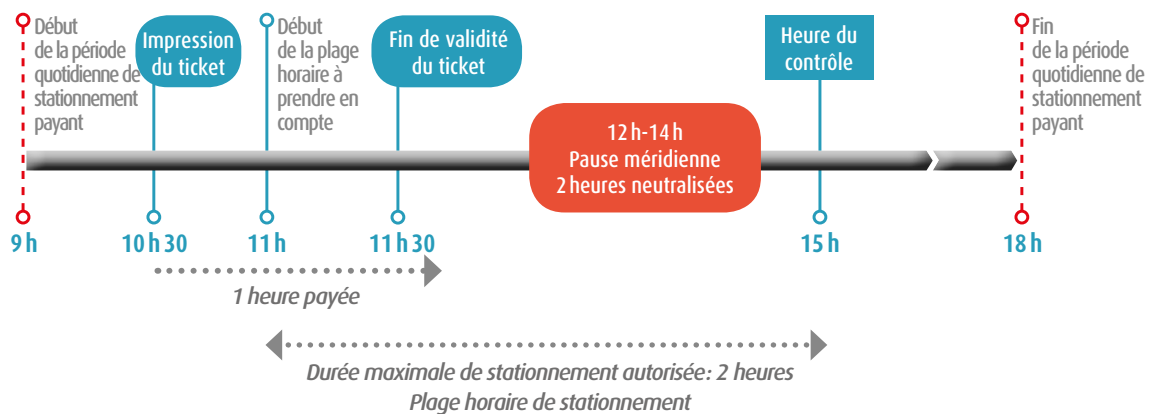 Début
de la période
quotidienne de
stationnement
payant
Impression
du ticket
Début
de la plage
horaire à
prendre en
compte
Fin de validité
du ticket
Heure du
contrôle
Fin
de la période
quotidienne de
stationnement
payant
12 h-14 h
Pause méridienne
2 heures neutralisées
9 h
10 h 30
11 h
11 h 30
15 h
18 h
1 heure payée
Durée maximale de stationnement autorisée: 2 heures
Plage horaire de stationnement